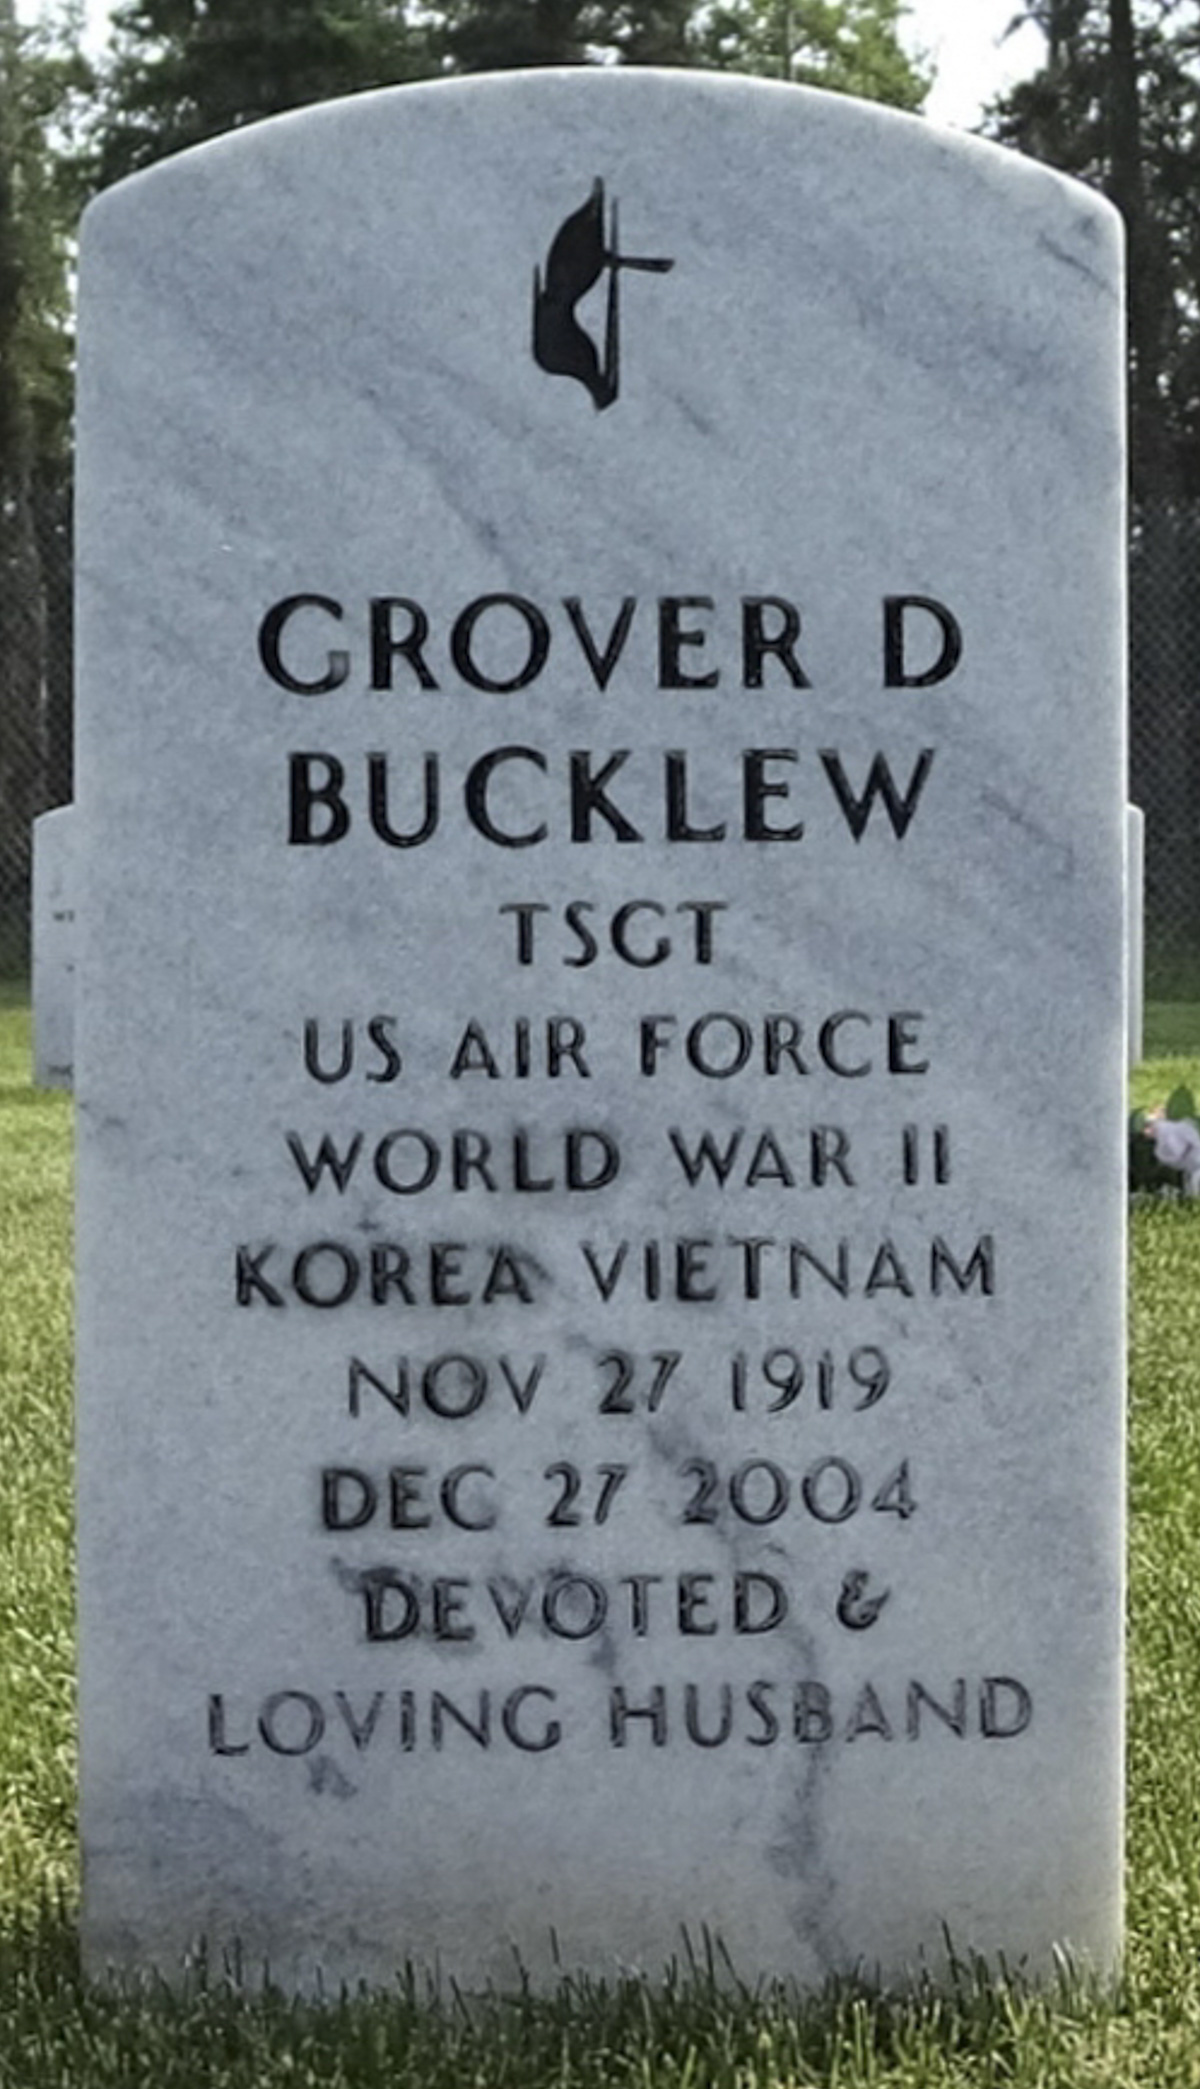 GROVER D
BUCKLEW
TSGT
US AIR FORCE
WORLD WAR II
KOREA VIETNAM
NOV 27 1919
DEC 27 2004
DEVOTED &
LOVING HUSBAND